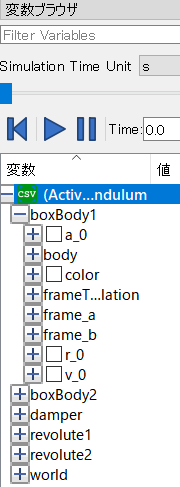 変数ブラウザ
Filter Variables
Simulation Time Unit s
Time: 0.0
変数 値
CSV (Activ...ndulum
boxBody1
a_0
body
color
frameT...lation
frame_a
frame_b
r_0
v_0
boxBody2
damper
revolute1
revolute2
world